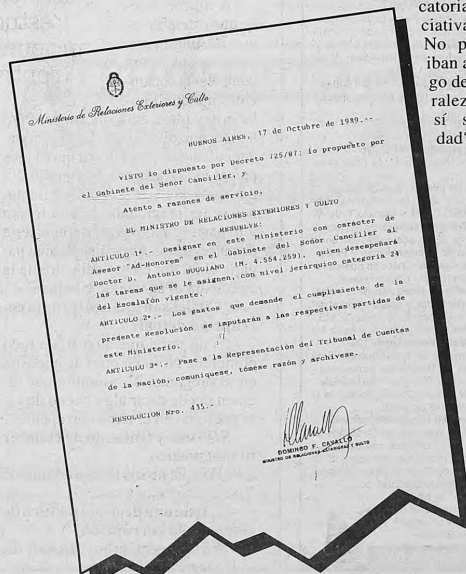 Ministerio de Relaciones Exteriores y Culto
BUENOS AIRES, 17 de Octubre de 1989.--
VISTO lo dispuesto por Decreto 725/87; lo propuesto por
el Gabinete del Señor Canciller, y
Atento a razones de servicio,
EL MINISTRO DE RELACIONES EXTERIORES Y CULTO
RESUELVE:
ARTICULO 1º.- Designar en este Ministerio con carácter de
Asesor "Ad-Honorem" en el Gabinete del Señor Canciller al
Doctor D. Antonio BOGGIANO (M. 4.554.259), quien desempeñará
las tareas que se le asignen, con nivel jerárquico categoría 24
del Escalafón vigente.
ARTICULO 2º.- Los gastos que demande el cumplimiento de la
presente Resolución se imputarán a las respectivas partidas de
este Ministerio.
ARTICULO 3º.- Pase a la Representación del Tribunal de Cuentas
de la Nación, comuníquese, tómese razón y archívese.
RESOLUCION Nro. 435.-
DOMINGO F. CAVALLO
MINISTRO DE RELACIONES EXTERIORES Y CULTO
catoria
ciativa
No p
iban a
go de
ralez
sí s
dad"